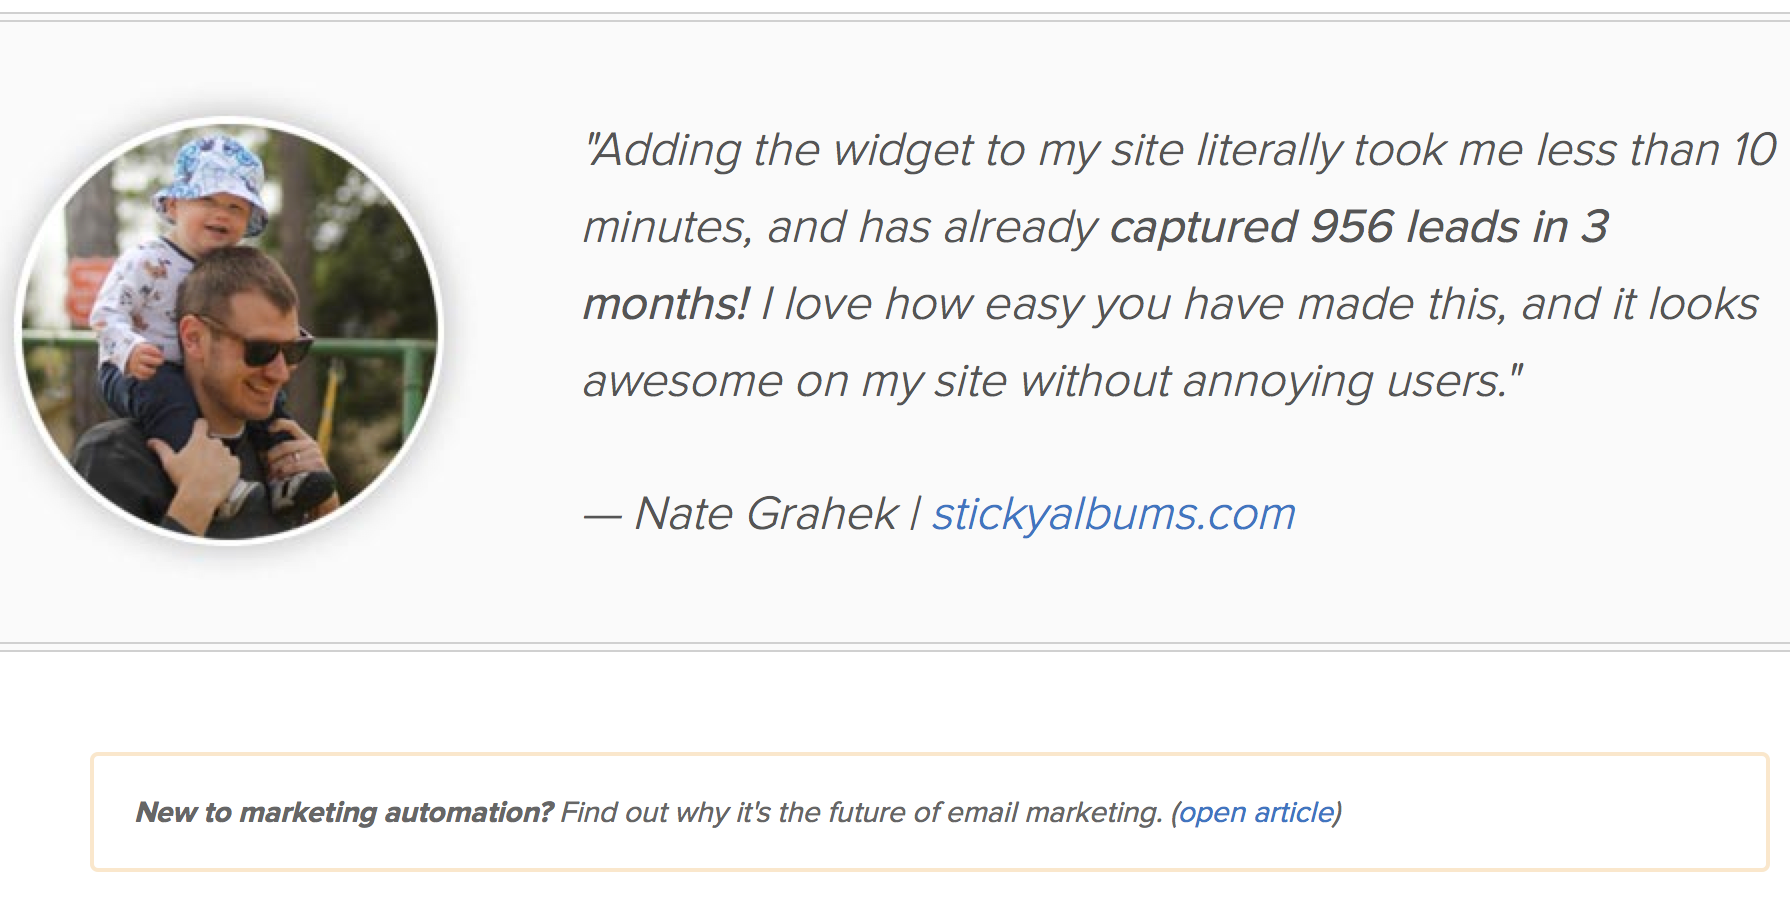 "Adding the widget to my site literally took me less than 10
minutes, and has already captured 956 leads in 3
months! I love how easy you have made this, and it looks
awesome on my site without annoying users."
— Nate Grahek | stickyalbums.com
New to marketing automation? Find out why it's the future of email marketing. (open article)